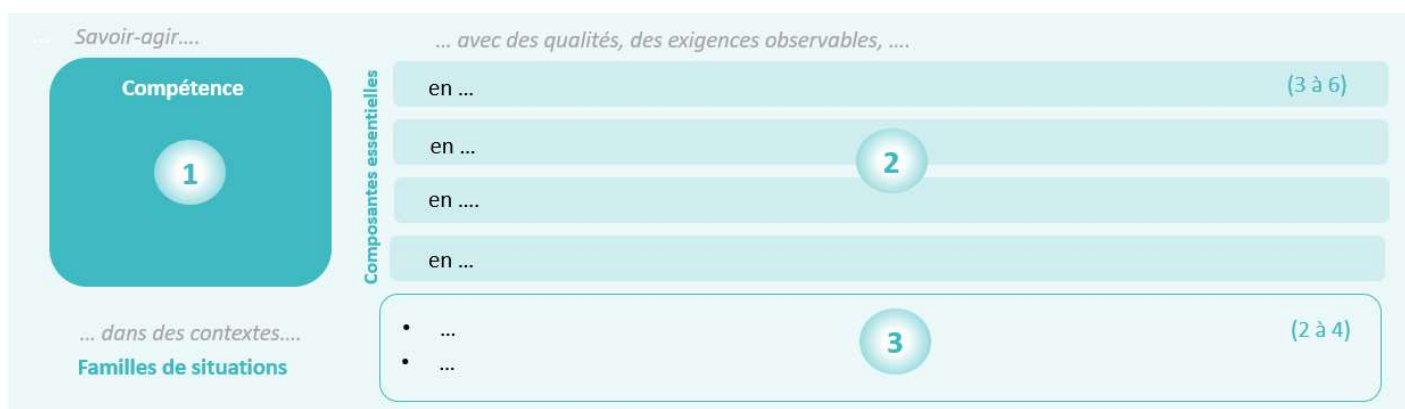 Savoir-agir....
... avec des qualités, des exigences observables, ....
Compétence
1
Composantes essentielles
en ... (3 à 6)
en ...
2
en ....
en ...
... dans des contextes....
Familles de situations
• ... (2 à 4)
3
• ...